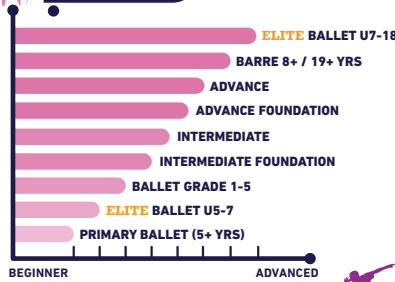 ELITE BALLET U7-18
BARRE 8+ / 19+ YRS
ADVANCE
ADVANCE FOUNDATION
INTERMEDIATE
INTERMEDIATE FOUNDATION
BALLET GRADE 1-5
ELITE BALLET U5-7
PRIMARY BALLET (5+ YRS)
BEGINNER ADVANCED